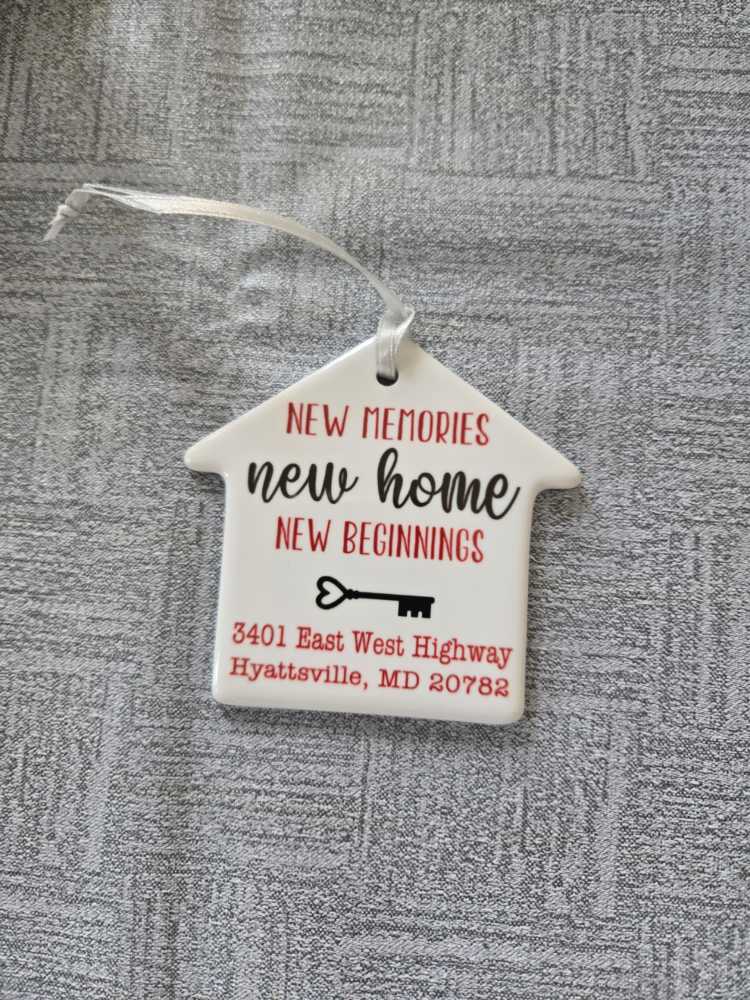 NEW MEMORIES
new home
NEW BEGINNINGS
3401 East West Highway
Hyattsville, MD 20782